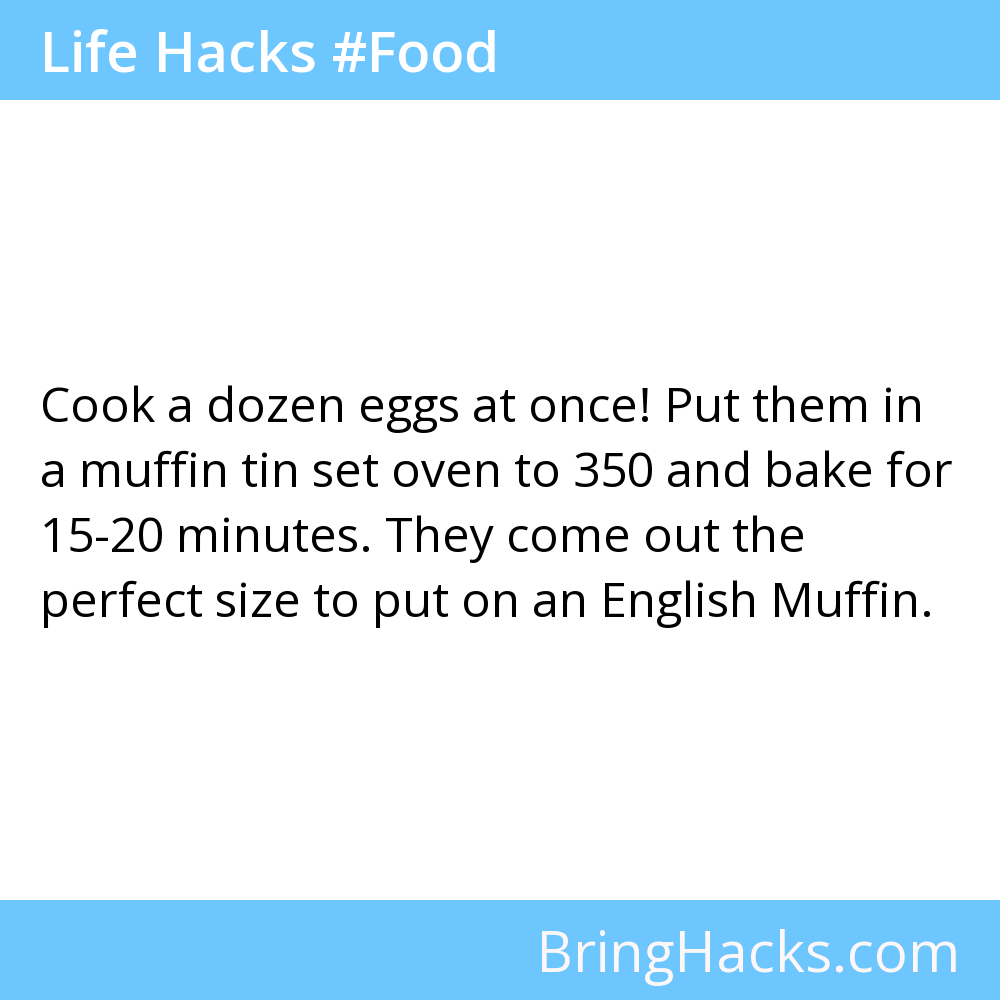 Life Hacks #Food
Cook a dozen eggs at once! Put them in
a muffin tin set oven to 350 and bake for
15-20 minutes. They come out the
perfect size to put on an English Muffin.
BringHacks.com